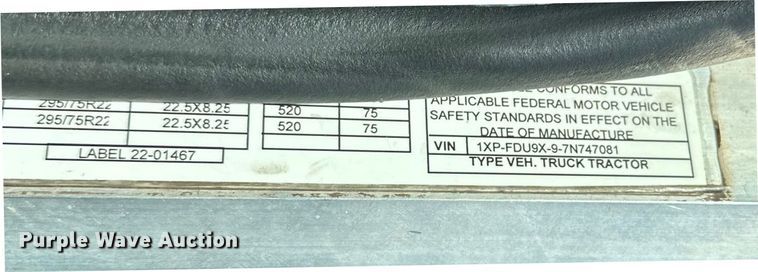 295/75R22 22.5X8.25 520 75
295/75R22 22.5X8.25 520 75
LABEL 22-01467
CONFORMS TO ALL
APPLICABLE FEDERAL MOTOR VEHICLE
SAFETY STANDARDS IN EFFECT ON THE
DATE OF MANUFACTURE
VIN 1XP-FDU9X-9-7N747081
TYPE VEH. TRUCK TRACTOR
Purple Wave Auction